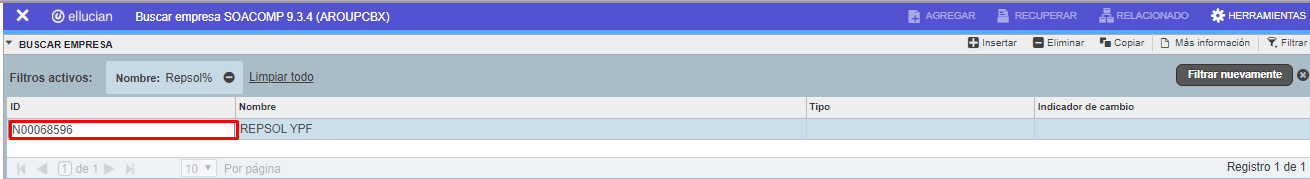 ✕ ellucian Buscar empresa SOACOMP 9.3.4 (AROUPCBX) AGREGAR RECUPERAR RELACIONADO HERRAMIENTAS
BUSCAR EMPRESA Insertar Eliminar Copiar Más información Filtrar
Filtros activos: Nombre: Repsol% Limpiar todo Filtrar nuevamente
ID Nombre Tipo Indicador de cambio
N00068596 REPSOL YPF
1 de 1 10 Por página Registro 1 de 1